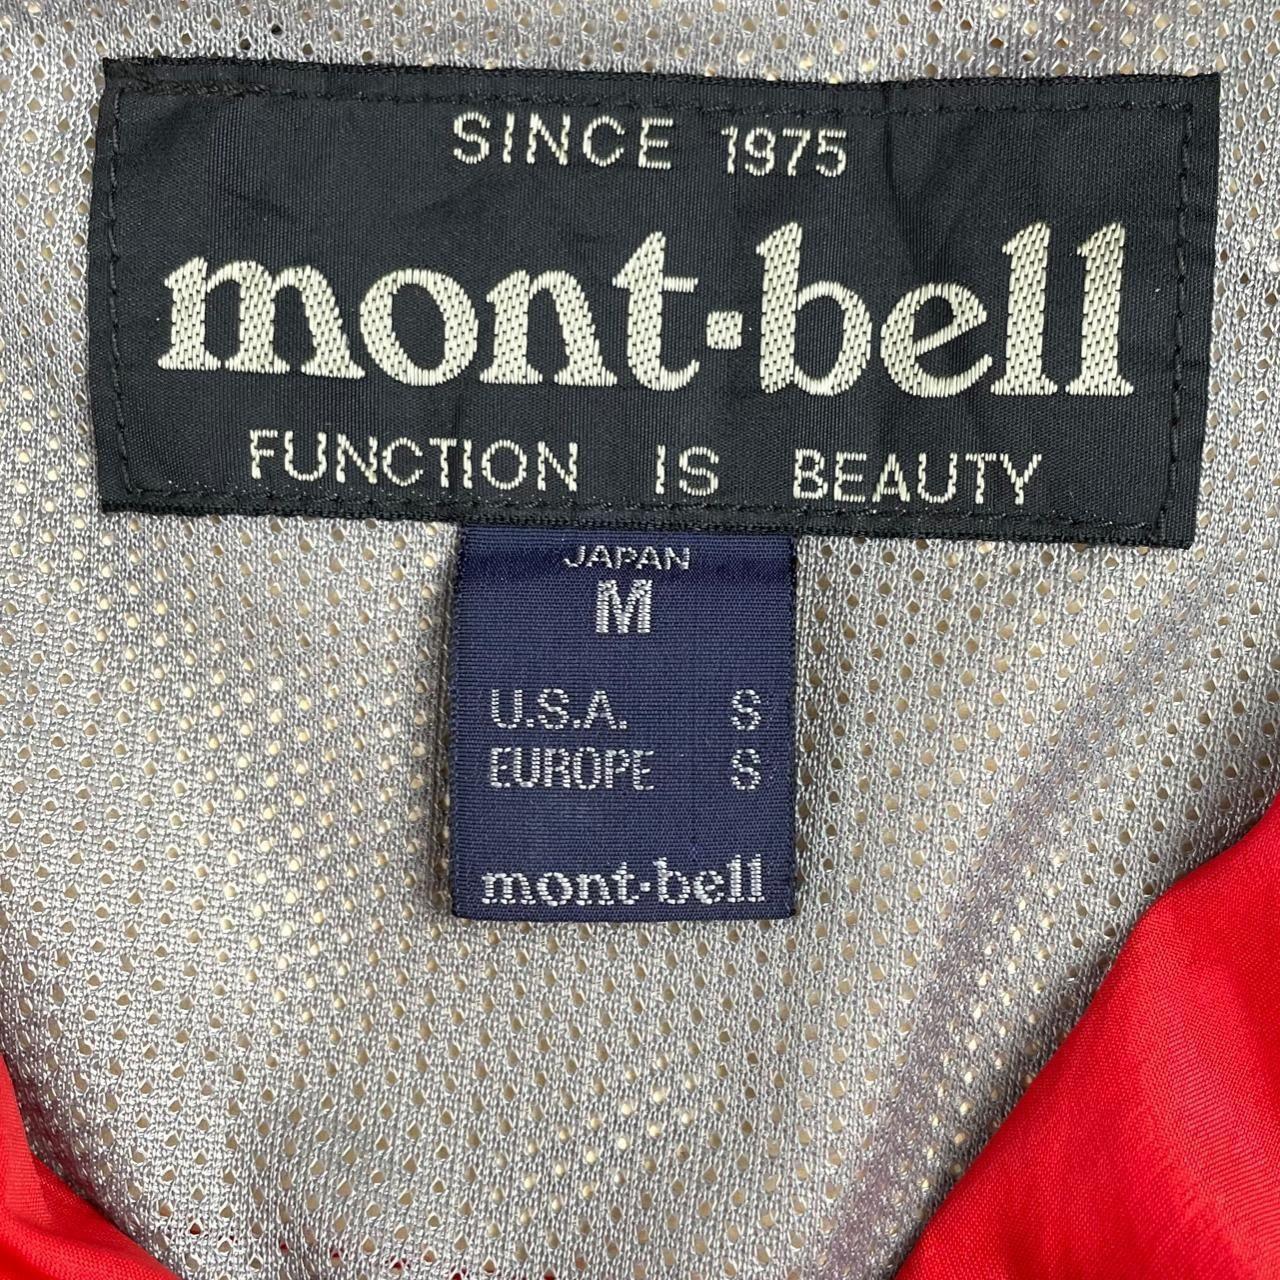 SINCE 1975
mont·bell
FUNCTION IS BEAUTY
JAPAN
M
U.S.A. S
EUROPE S
mont·bell